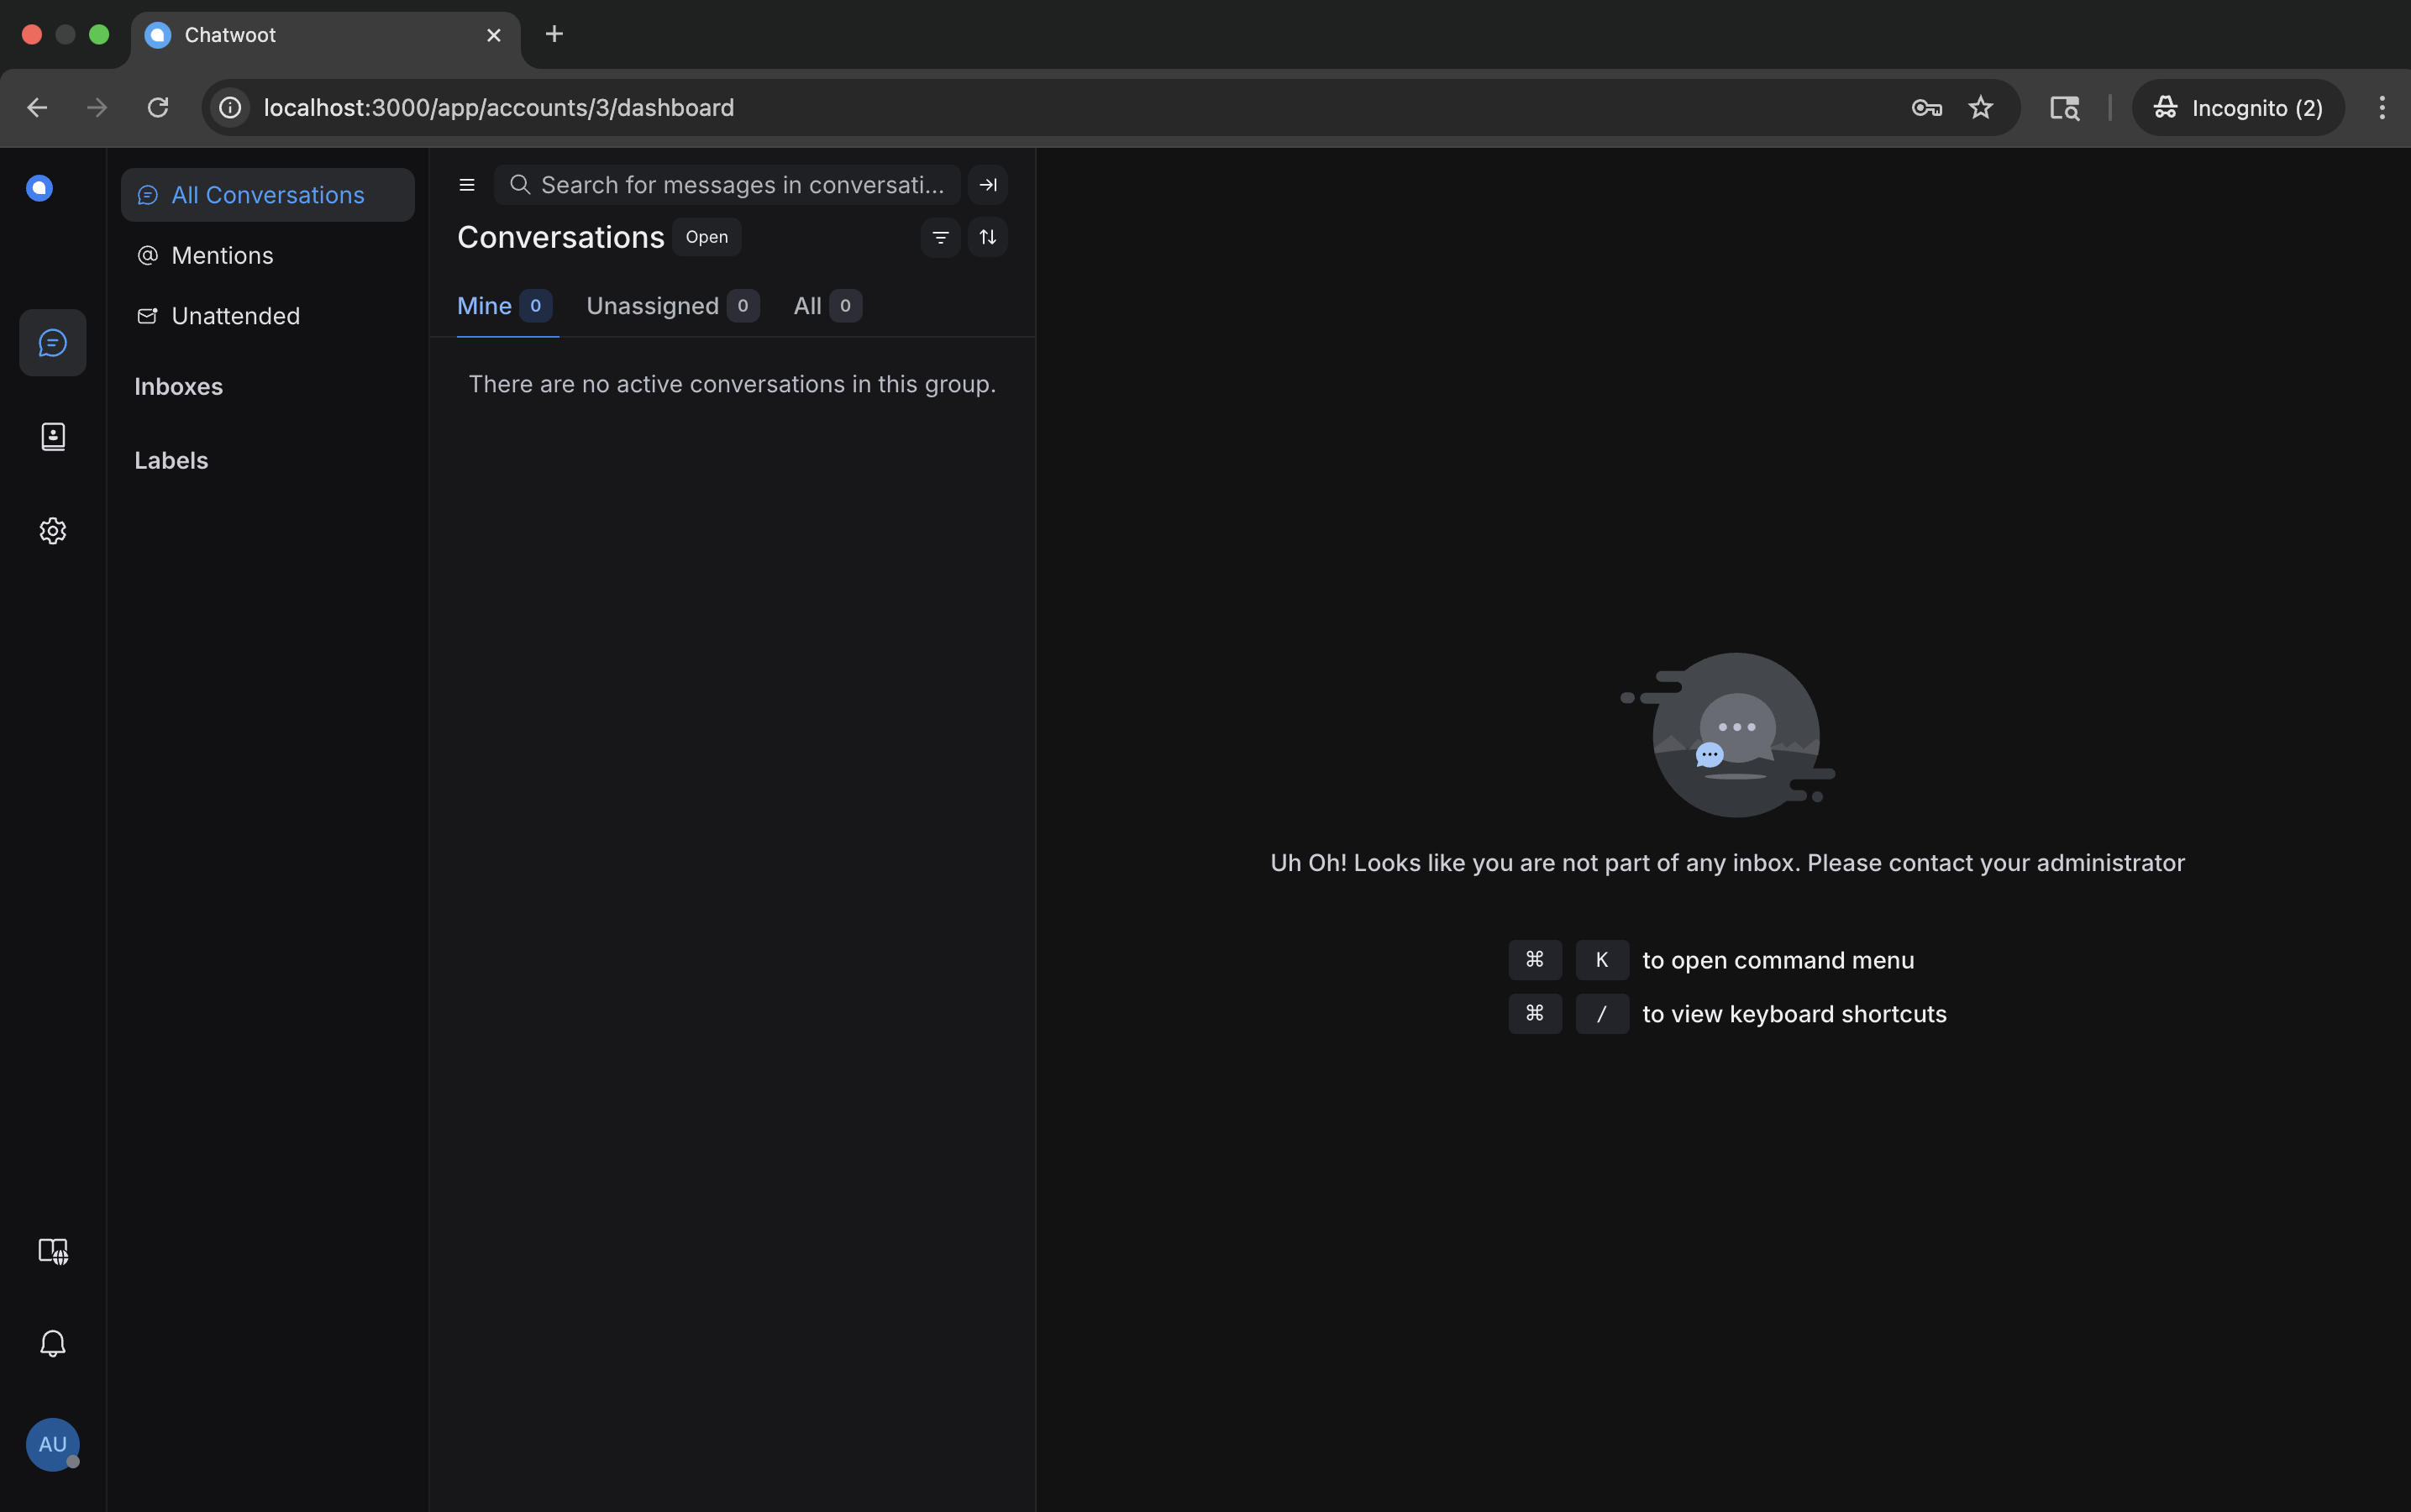 Chatwoot
localhost:3000/app/accounts/3/dashboard
Incognito (2)
All Conversations
Mentions
Unattended
Inboxes
Labels
Search for messages in conversati...
Conversations Open
Mine 0 Unassigned 0 All 0
There are no active conversations in this group.
Uh Oh! Looks like you are not part of any inbox. Please contact your administrator
⌘ K to open command menu
⌘ / to view keyboard shortcuts
AU